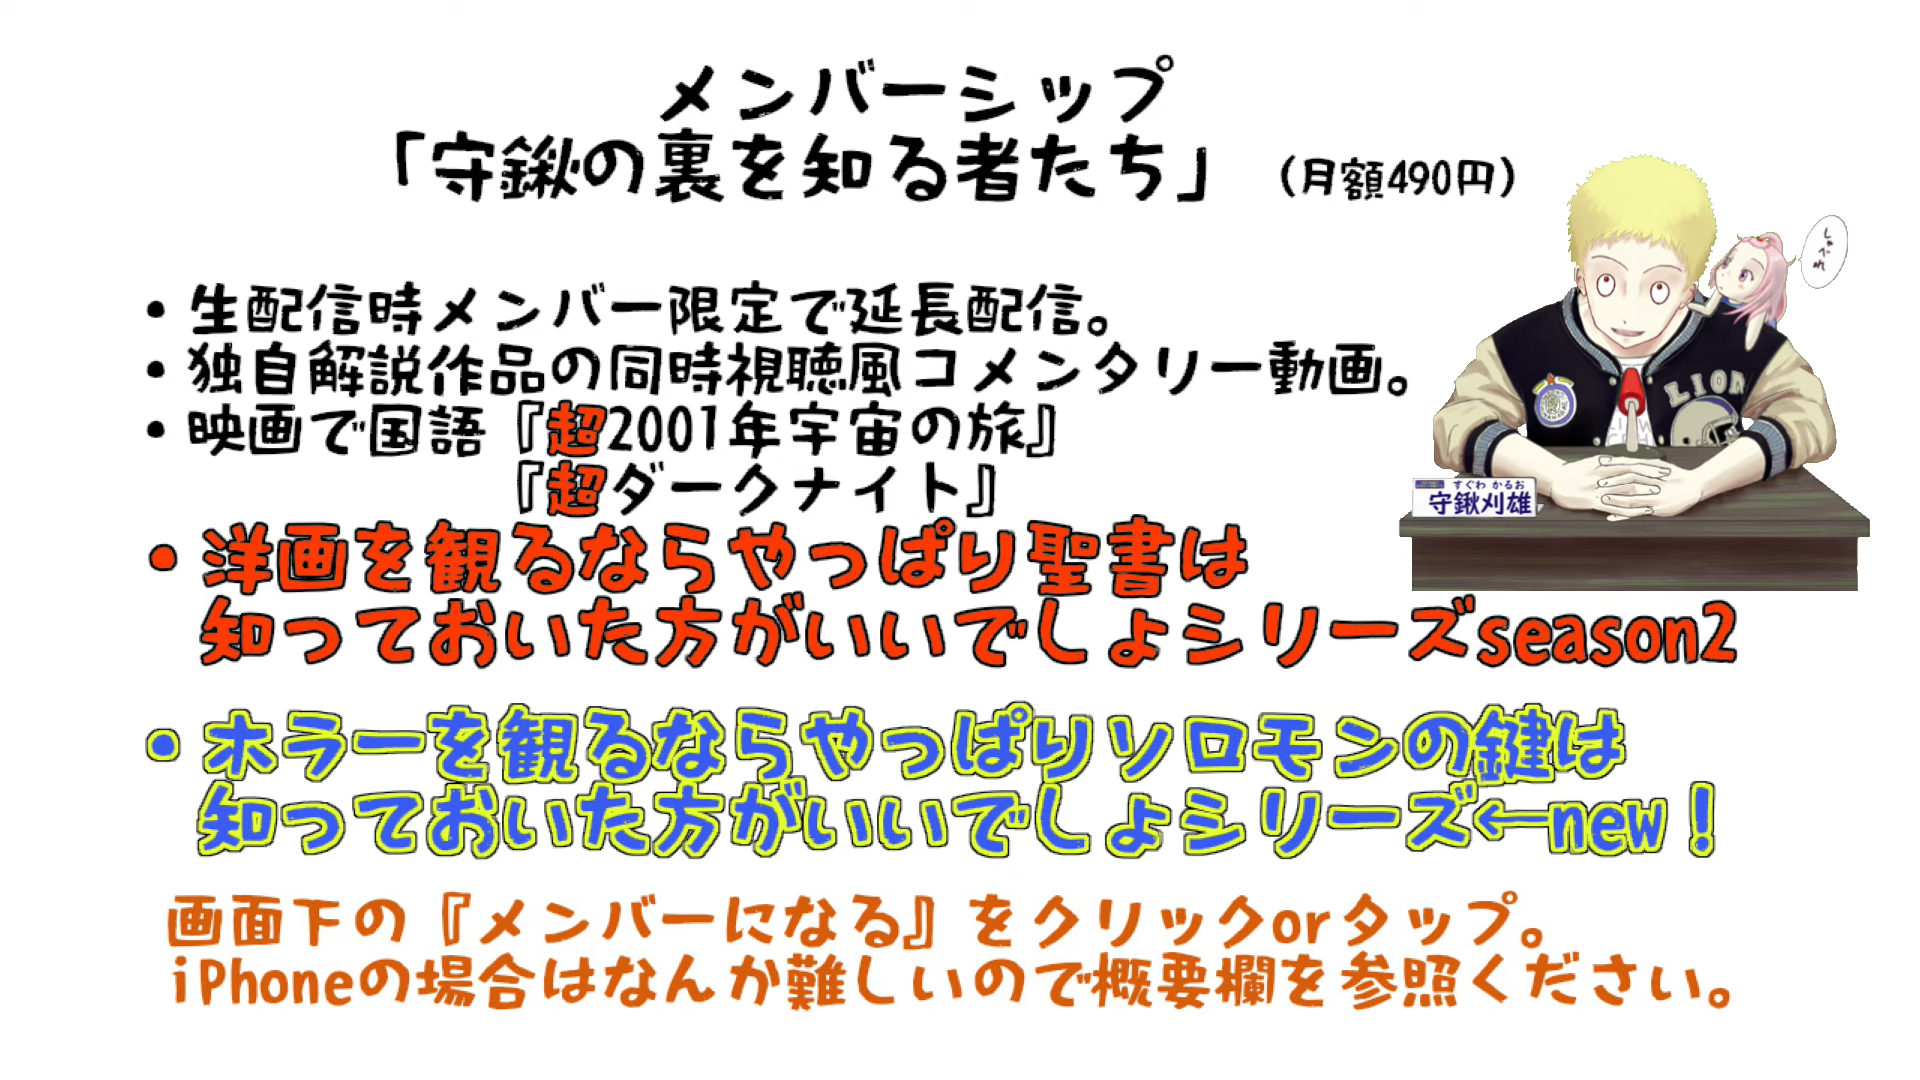 メンバーシップ
「守鍬の裏を知る者たち」（月額490円）
・生配信時メンバー限定で延長配信。
・独自解説作品の同時視聴風コメンタリー動画。
・映画で国語『超2001年宇宙の旅』
『超ダークナイト』
・洋画を観るならやっぱり聖書は
知っておいた方がいいでしょシリーズseason2
・ホラーを観るならやっぱりソロモンの鍵は
知っておいた方がいいでしょシリーズ←new！
画面下の『メンバーになる』をクリックorタップ。
iPhoneの場合はなんか難しいので概要欄を参照ください。
しゃべれ
LION
すぐわ かるお
守鍬刈雄